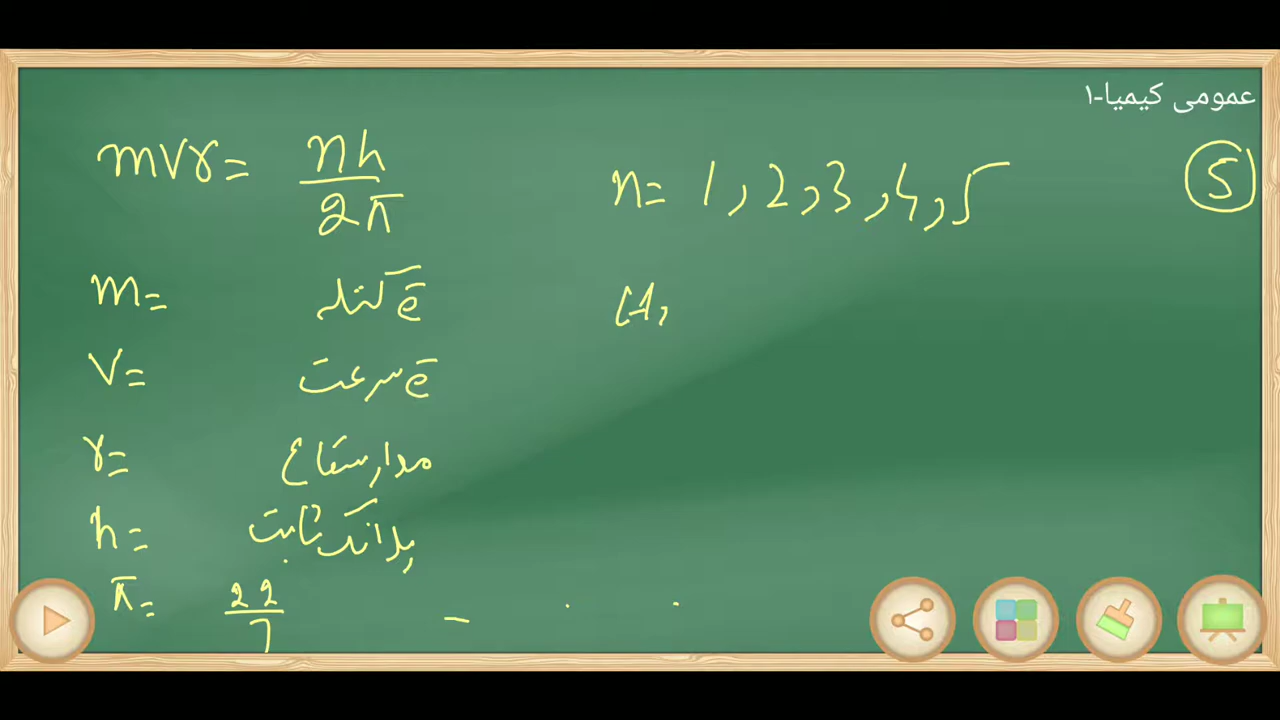 عمومی کیمیا-۱
5
mvr = nh/2π
n = 1, 2, 3, 4, 5
m = e̅ کتله
v = e̅ سرعت
r = مدار شعاع
h = پلانک ثابت
π = 22/7